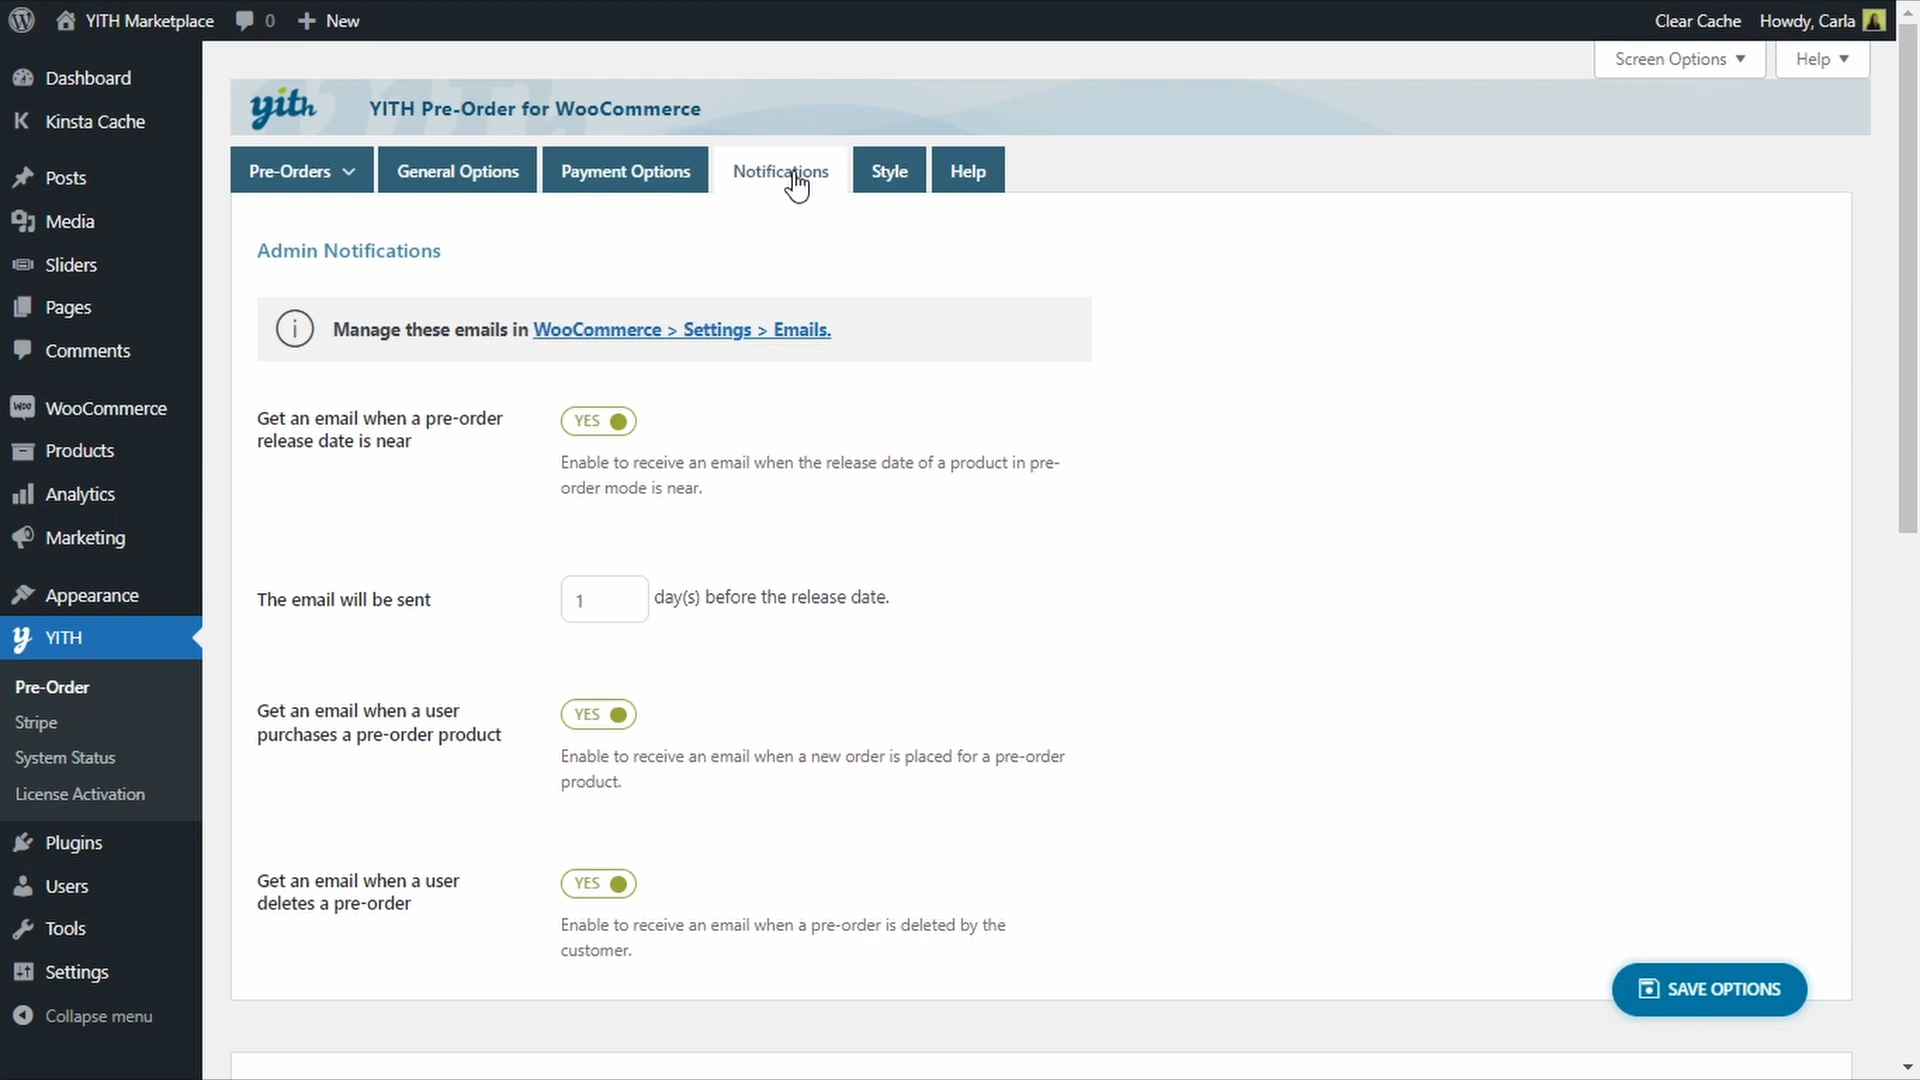 YITH Marketplace 0 New Clear Cache Howdy, Carla
Screen Options Help
Dashboard
Kinsta Cache
Posts
Media
Sliders
Pages
Comments
WooCommerce
Products
Analytics
Marketing
Appearance
YITH
Pre-Order
Stripe
System Status
License Activation
Plugins
Users
Tools
Settings
Collapse menu
yith YITH Pre-Order for WooCommerce
Pre-Orders General Options Payment Options Notifications Style Help
Admin Notifications
Manage these emails in WooCommerce > Settings > Emails.
Get an email when a pre-order
release date is near
YES
Enable to receive an email when the release date of a product in pre-
order mode is near.
The email will be sent
1 day(s) before the release date.
Get an email when a user
purchases a pre-order product
YES
Enable to receive an email when a new order is placed for a pre-order
product.
Get an email when a user
deletes a pre-order
YES
Enable to receive an email when a pre-order is deleted by the
customer.
SAVE OPTIONS